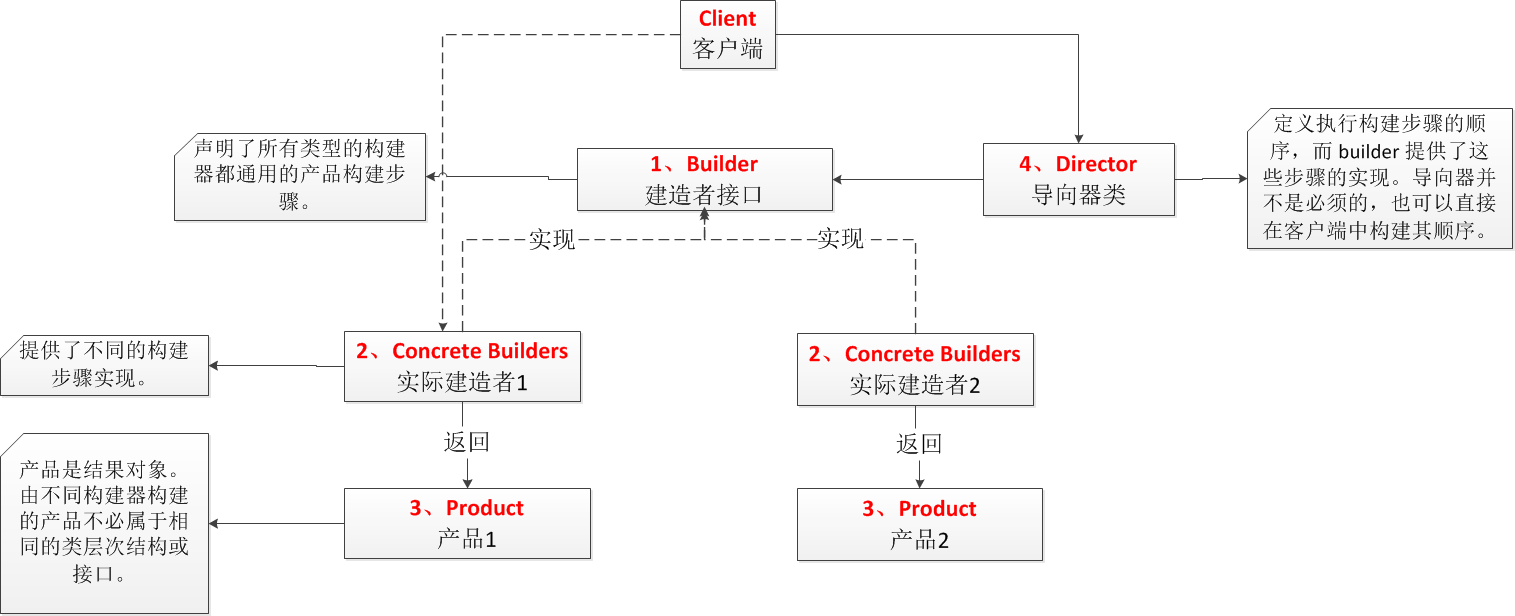 Client
客户端
声明了所有类型的构建
器都通用的产品构建步
骤。
1、Builder
建造者接口
4、Director
导向器类
定义执行构建步骤的顺
序，而 builder 提供了这
些步骤的实现。导向器并
不是必须的，也可以直接
在客户端中构建其顺序。
实现
实现
提供了不同的构建
步骤实现。
2、Concrete Builders
实际建造者1
2、Concrete Builders
实际建造者2
返回
返回
产品是结果对象。
由不同构建器构建
的产品不必属于相
同的类层次结构或
接口。
3、Product
产品1
3、Product
产品2